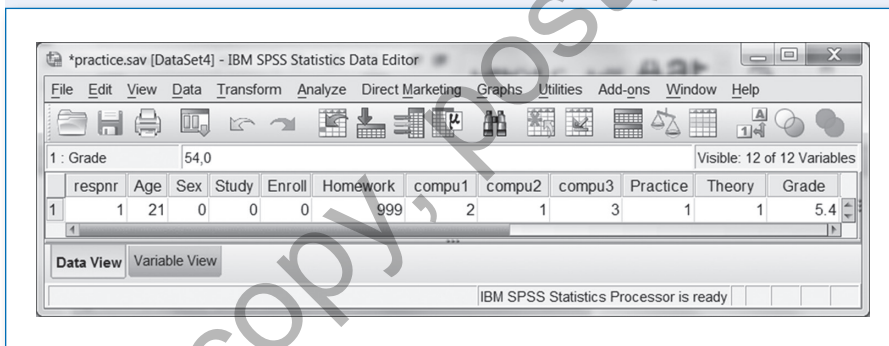 *practice.sav [DataSet4] - IBM SPSS Statistics Data Editor
File Edit View Data Transform Analyze Direct Marketing Graphs Utilities Add-ons Window Help
1 : Grade 54,0 Visible: 12 of 12 Variables
respnr Age Sex Study Enroll Homework compu1 compu2 compu3 Practice Theory Grade
1 1 21 0 0 0 999 2 1 3 1 1 5.4
Data View Variable View
IBM SPSS Statistics Processor is ready
copy, post